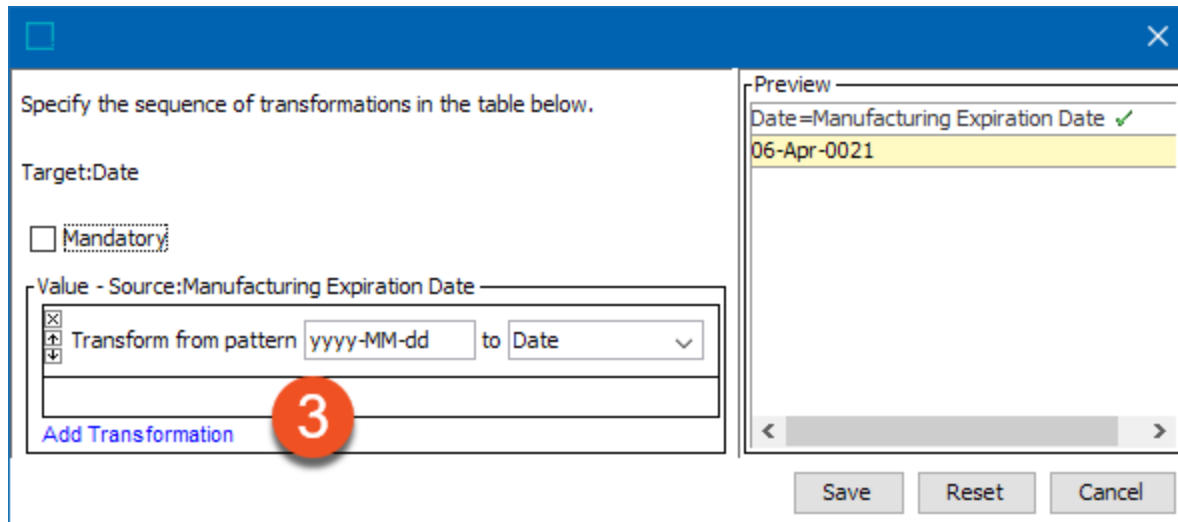 Specify the sequence of transformations in the table below.
Target:Date
Mandatory
Value - Source:Manufacturing Expiration Date
Transform from pattern yyyy-MM-dd to Date
3
Add Transformation
Preview
Date=Manufacturing Expiration Date ✓
06-Apr-0021
Save Reset Cancel